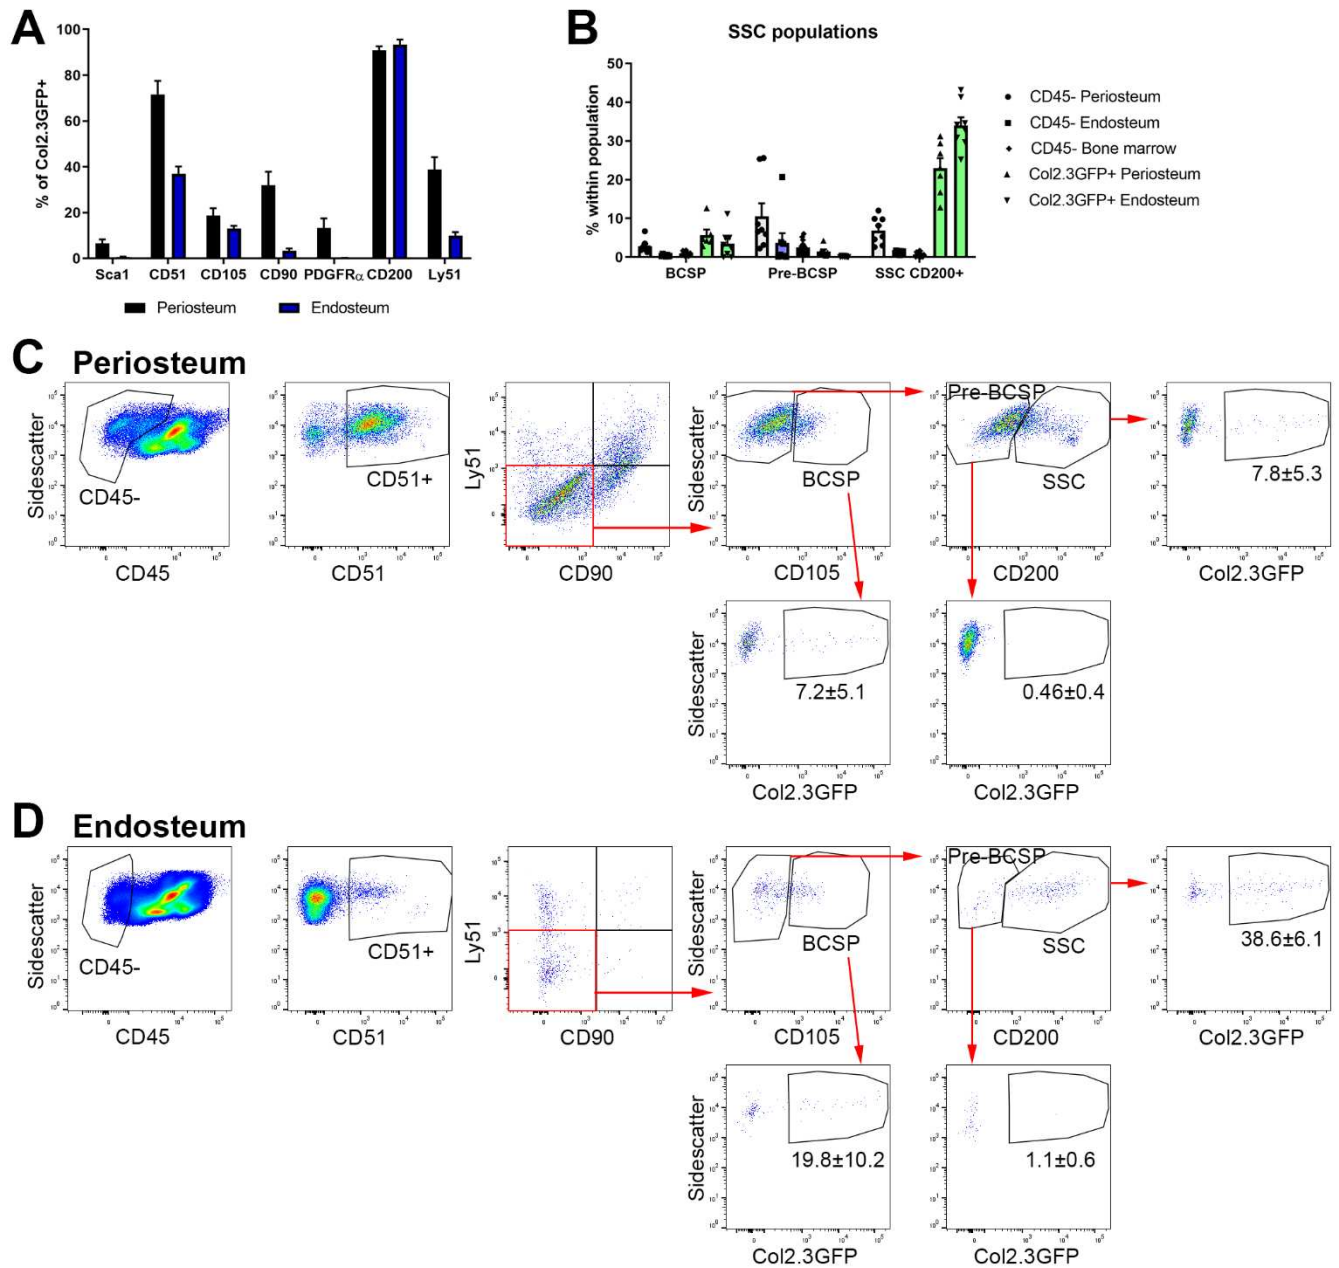 A
% of Col2.3GFP+
100
80
60
40
20
0
Sca1 CD51 CD105 CD90 PDGFRα CD200 Ly51
Periosteum Endosteum
B
SSC populations
% within population
50
40
30
20
10
0
BCSP Pre-BCSP SSC CD200+
CD45- Periosteum
CD45- Endosteum
CD45- Bone marrow
Col2.3GFP+ Periosteum
Col2.3GFP+ Endosteum
C Periosteum
Sidescatter
CD45-
CD45
CD51+
CD51
Ly51
CD90
Sidescatter
BCSP
CD105
Pre-BCSP
SSC
CD200
7.8±5.3
Col2.3GFP
Sidescatter
7.2±5.1
Col2.3GFP
0.46±0.4
Col2.3GFP
D Endosteum
Sidescatter
CD45-
CD45
CD51+
CD51
Ly51
CD90
Sidescatter
BCSP
CD105
Pre-BCSP
SSC
CD200
38.6±6.1
Col2.3GFP
Sidescatter
19.8±10.2
Col2.3GFP
1.1±0.6
Col2.3GFP